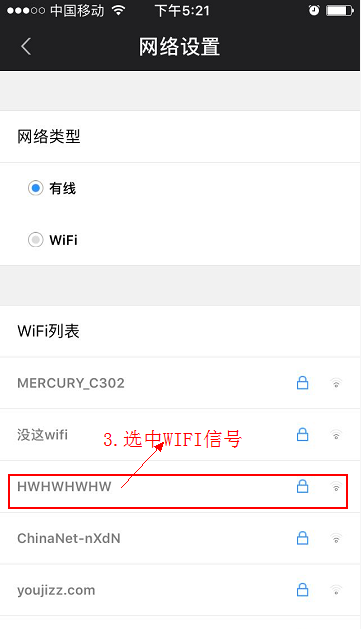 中国移动 下午5:21
网络设置
网络类型
有线
WiFi
WiFi列表
MERCURY_C302
没这wifi
3.选中WIFI信号
HWHWHWHW
ChinaNet-nXdN
youjizz.com